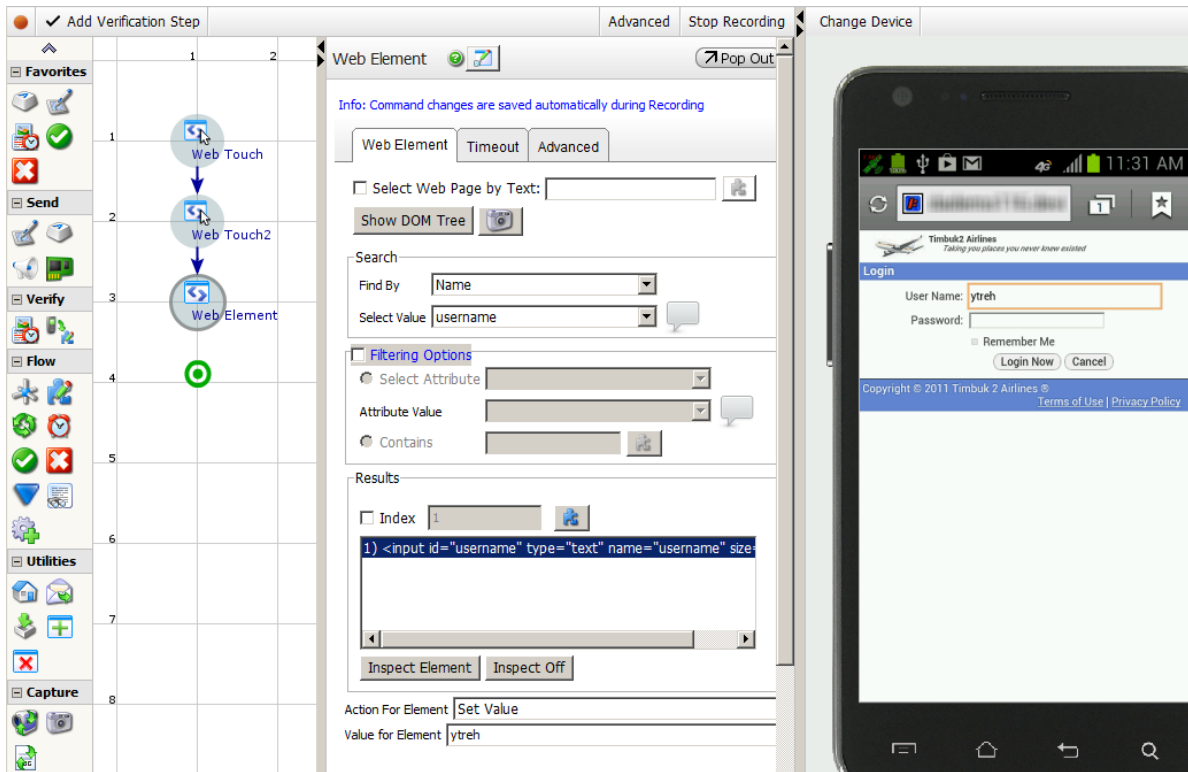 Add Verification Step
Advanced
Stop Recording
Change Device
Favorites
Send
Verify
Flow
Utilities
Capture
1 2
1
2
3
4
5
6
7
8
Web Touch
Web Touch2
Web Element
Web Element
Pop Out
Info: Command changes are saved automatically during Recording
Web Element
Timeout
Advanced
Select Web Page by Text:
Show DOM Tree
Search
Find By Name
Select Value username
Filtering Options
Select Attribute
Attribute Value
Contains
Results
Index 1
1) <input id="username" type="text" name="username" size=
Inspect Element
Inspect Off
Action For Element Set Value
Value for Element ytreh
100%
4G
11:31 AM
1
Timbuk2 Airlines
Taking you places you never knew existed
Login
User Name: ytreh
Password:
Remember Me
Login Now
Cancel
Copyright © 2011 Timbuk 2 Airlines ®
Terms of Use | Privacy Policy